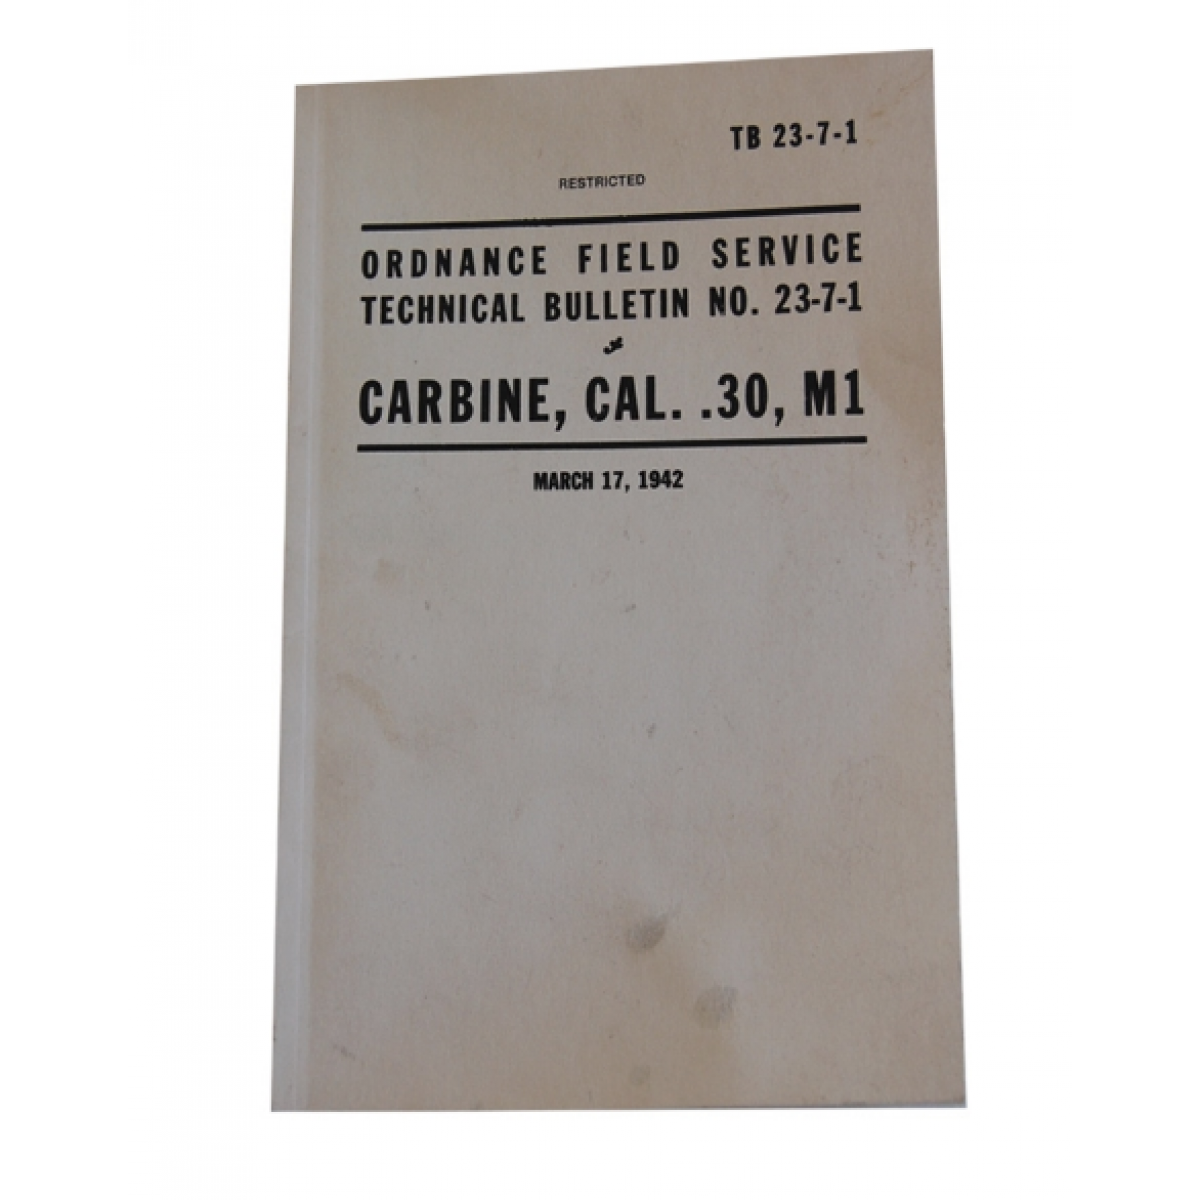 TB 23-7-1
RESTRICTED
ORDNANCE FIELD SERVICE
TECHNICAL BULLETIN NO. 23-7-1
CARBINE, CAL. .30, M1
MARCH 17, 1942